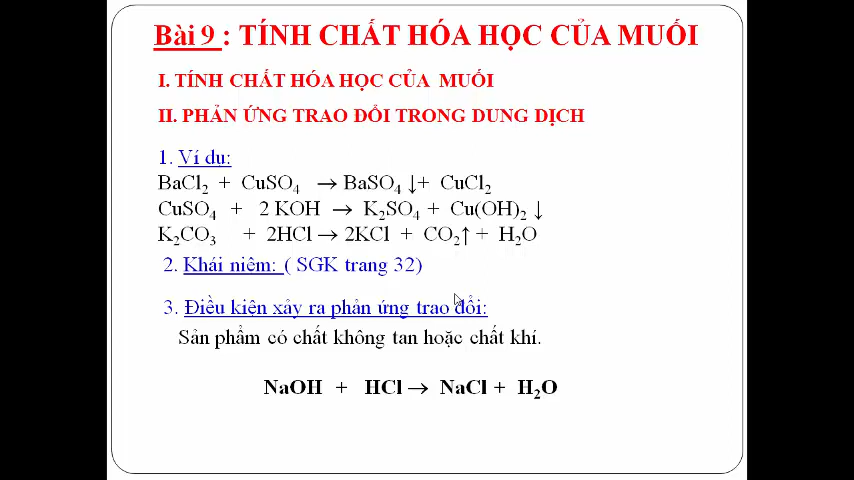 Bài 9 : TÍNH CHẤT HÓA HỌC CỦA MUỐI
I. TÍNH CHẤT HÓA HỌC CỦA MUỐI
II. PHẢN ỨNG TRAO ĐỔI TRONG DUNG DỊCH
1. Ví dụ:
BaCl₂ + CuSO₄ → BaSO₄ ↓+ CuCl₂
CuSO₄ + 2 KOH → K₂SO₄ + Cu(OH)₂ ↓
K₂CO₃ + 2HCl → 2KCl + CO₂↑ + H₂O
2. Khái niêm: ( SGK trang 32)
3. Điều kiện xảy ra phản ứng trao đổi:
Sản phẩm có chất không tan hoặc chất khí.
NaOH + HCl → NaCl + H₂O